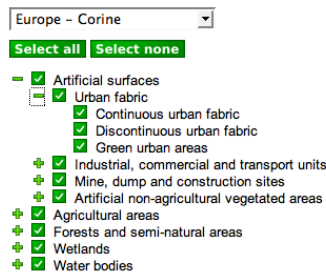 Europe - Corine
Select all Select none
Artificial surfaces
Urban fabric
Continuous urban fabric
Discontinuous urban fabric
Green urban areas
Industrial, commercial and transport units
Mine, dump and construction sites
Artificial non-agricultural vegetated areas
Agricultural areas
Forests and semi-natural areas
Wetlands
Water bodies